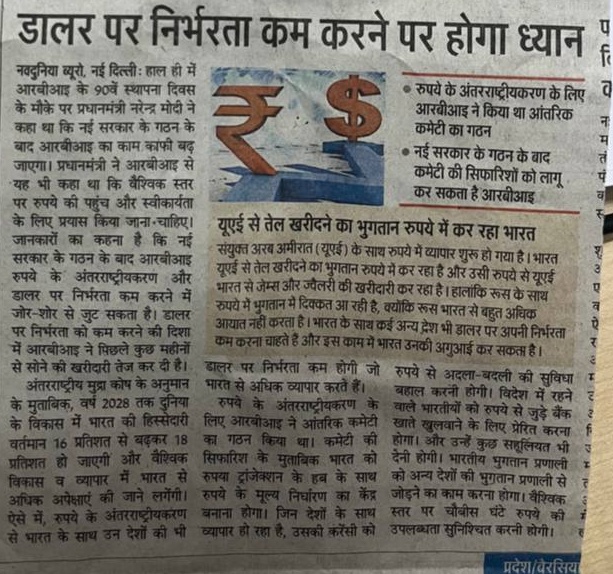 डालर पर निर्भरता कम करने पर होगा ध्यान
नवदुनिया ब्यूरो, नई दिल्ली: हाल ही में
आरबीआइ के 90वें स्थापना दिवस
के मौके पर प्रधानमंत्री नरेन्द्र मोदी ने
कहा था कि नई सरकार के गठन के
बाद आरबीआइ का काम काफी बढ़
जाएगा। प्रधानमंत्री ने आरबीआइ से
यह भी कहा था कि वैश्विक स्तर
पर रुपये की पहुंच और स्वीकार्यता
के लिए प्रयास किया जाना चाहिए।
जानकारों का कहना है कि नई
सरकार के गठन के बाद आरबीआइ
रुपये के अंतरराष्ट्रीयकरण और
डालर पर निर्भरता कम करने में
जोर-शोर से जुट सकता है। डालर
पर निर्भरता को कम करने की दिशा
में आरबीआइ ने पिछले कुछ महीनों
से सोने की खरीदारी तेज कर दी है।
अंतरराष्ट्रीय मुद्रा कोष के अनुमान
के मुताबिक, वर्ष 2028 तक दुनिया
के विकास में भारत की हिस्सेदारी
वर्तमान 16 प्रतिशत से बढ़कर 18
प्रतिशत हो जाएगी और वैश्विक
विकास व व्यापार में भारत से
अधिक अपेक्षाएं की जाने लगेंगी।
ऐसे में, रुपये के अंतरराष्ट्रीयकरण
से भारत के साथ उन देशों की भी
₹ $
• रुपये के अंतरराष्ट्रीयकरण के लिए
आरबीआइ ने किया था आंतरिक
कमेटी का गठन
• नई सरकार के गठन के बाद
कमेटी की सिफारिशों को लागू
कर सकता है आरबीआइ
यूएई से तेल खरीदने का भुगतान रुपये में कर रहा भारत
संयुक्त अरब अमीरात (यूएई) के साथ रुपये में व्यापार शुरू हो गया है। भारत
यूएई से तेल खरीदने का भुगतान रुपये में कर रहा है और उसी रुपये से यूएई
भारत से जेम्स और ज्वैलरी की खरीदारी कर रहा है। हालांकि रूस के साथ
रुपये में भुगतान में दिक्कत आ रही है, क्योंकि रूस भारत से बहुत अधिक
आयात नहीं करता है। भारत के साथ कई अन्य देश भी डालर पर अपनी निर्भरता
कम करना चाहते हैं और इस काम में भारत उनकी अगुआई कर सकता है।
डालर पर निर्भरता कम होगी जो
भारत से अधिक व्यापार करते हैं।
रुपये के अंतरराष्ट्रीयकरण के
लिए आरबीआइ ने आंतरिक कमेटी
का गठन किया था। कमेटी की
सिफारिश के मुताबिक भारत को
रुपया ट्रांजेक्शन के हब के साथ
रुपये के मूल्य निर्धारण का केंद्र
बनाना होगा। जिन देशों के साथ
व्यापार हो रहा है, उसकी करेंसी को
रुपये से अदला-बदली की सुविधा
बहाल करनी होगी। विदेश में रहने
वाले भारतीयों को रुपये से जुड़े बैंक
खाते खुलवाने के लिए प्रेरित करना
होगा। और उन्हें कुछ सहूलियत भी
देनी होगी। भारतीय भुगतान प्रणाली
को अन्य देशों की भुगतान प्रणाली से
जोड़ने का काम करना होगा। वैश्विक
स्तर पर चौबीस घंटे रुपये की
उपलब्धता सुनिश्चित करनी होगी।